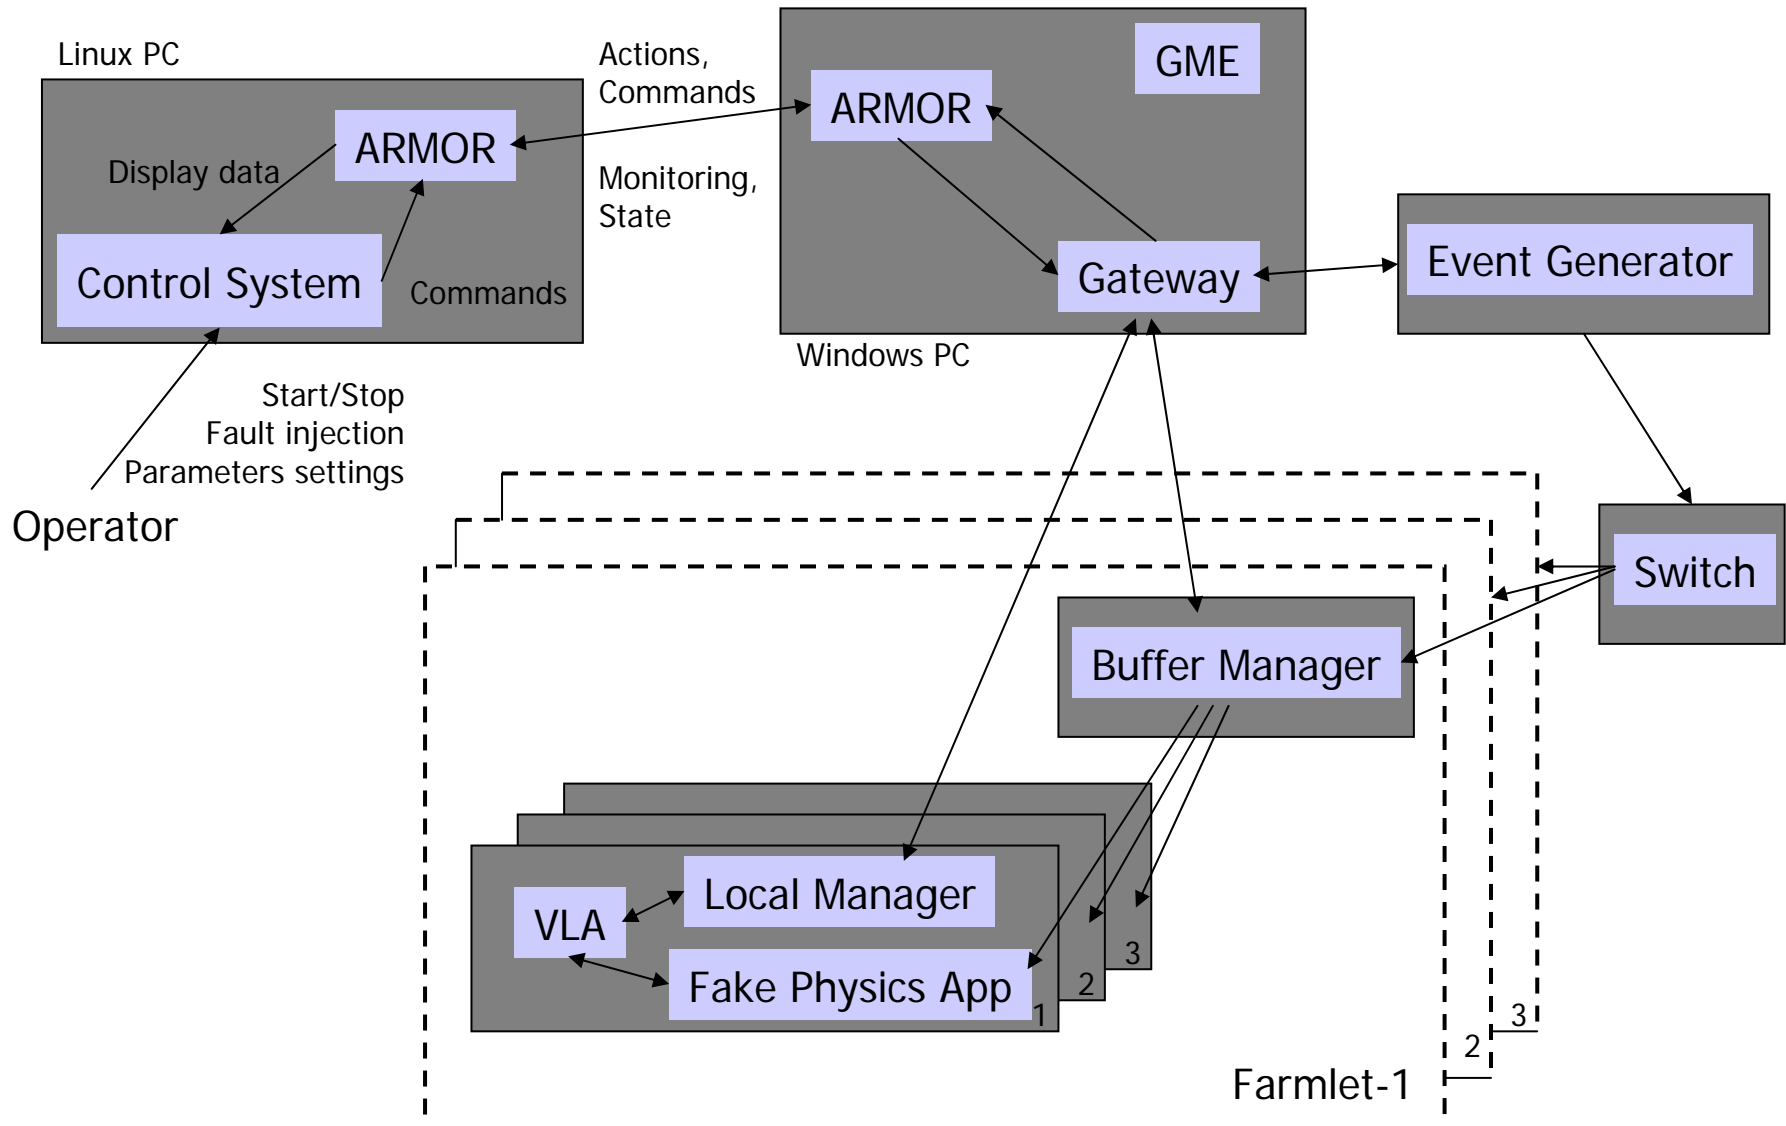 Linux PC
ARMOR
Display data
Control System
Commands
Actions,
Commands
Monitoring,
State
GME
ARMOR
Gateway
Windows PC
Event Generator
Start/Stop
Fault injection
Parameters settings
Operator
Switch
Buffer Manager
Local Manager
VLA
Fake Physics App
1
2
3
Farmlet-1
2
3